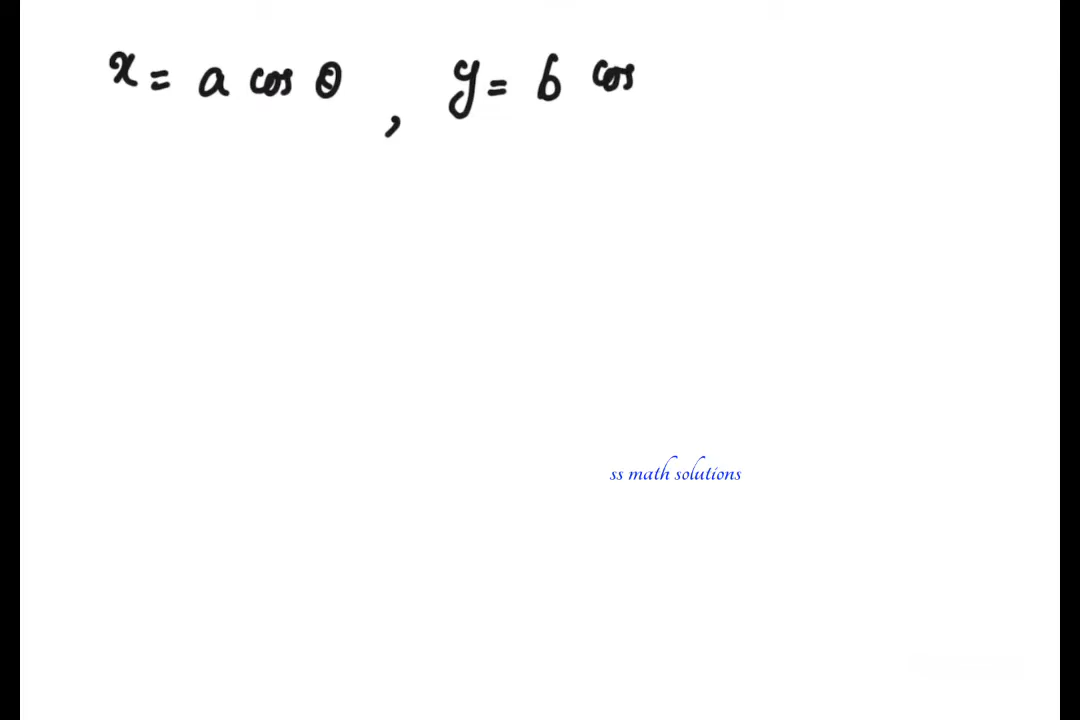 x = a cos θ , y = b cos
ss math solutions